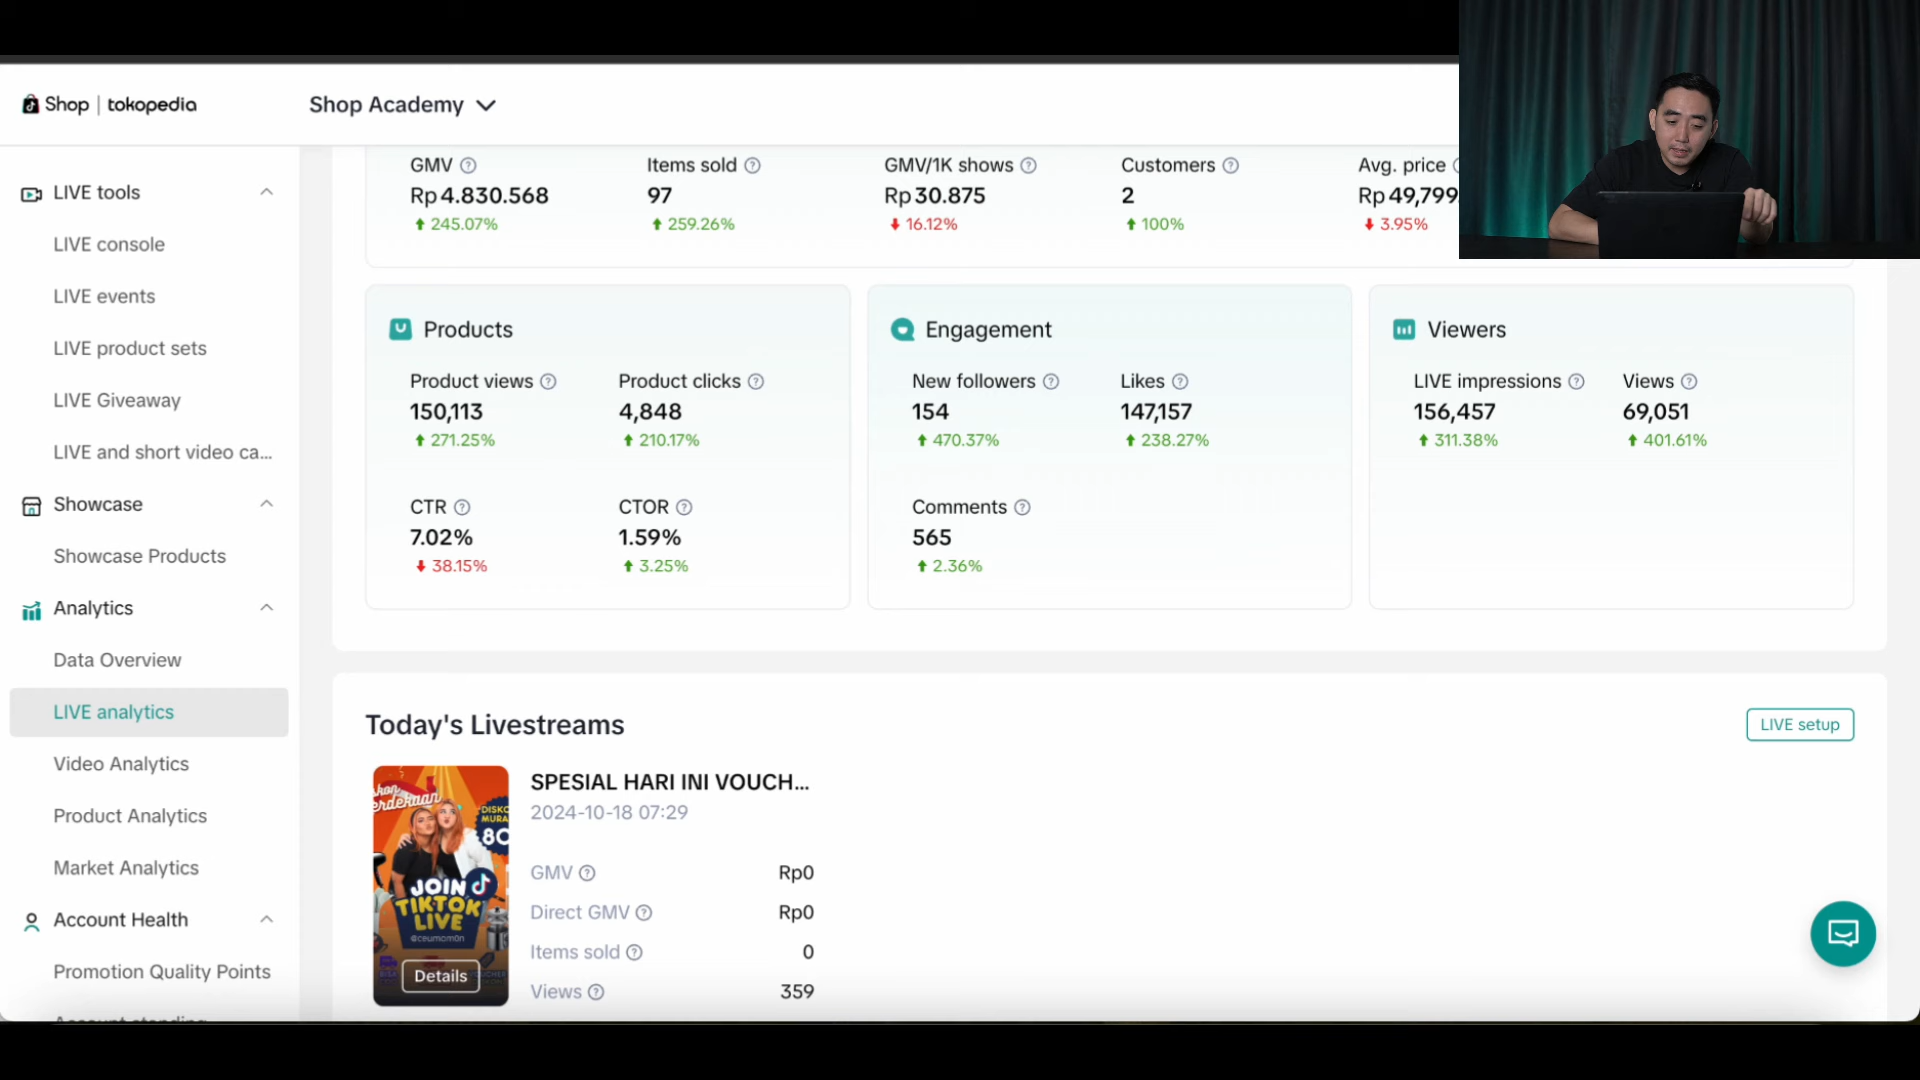 Shop | tokopedia
Shop Academy
LIVE tools
LIVE console
LIVE events
LIVE product sets
LIVE Giveaway
LIVE and short video ca...
Showcase
Showcase Products
Analytics
Data Overview
LIVE analytics
Video Analytics
Product Analytics
Market Analytics
Account Health
Promotion Quality Points
Account standing
GMV
Rp4.830.568
245.07%
Items sold
97
259.26%
GMV/1K shows
Rp30.875
16.12%
Customers
2
100%
Avg. price
Rp49,799
3.95%
Products
Product views
150,113
271.25%
Product clicks
4,848
210.17%
CTR
7.02%
38.15%
CTOR
1.59%
3.25%
Engagement
New followers
154
470.37%
Likes
147,157
238.27%
Comments
565
2.36%
Viewers
LIVE impressions
156,457
311.38%
Views
69,051
401.61%
Today's Livestreams
LIVE setup
JOIN
TIKTOK
LIVE
@ceumom0n
Details
SPESIAL HARI INI VOUCH...
2024-10-18 07:29
GMV Rp0
Direct GMV Rp0
Items sold 0
Views 359